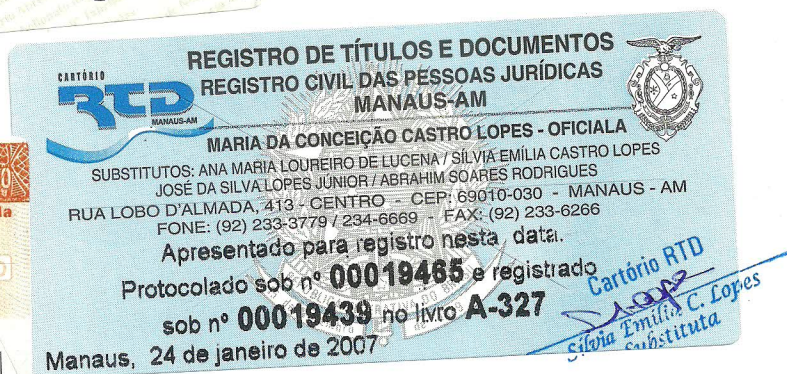 REGISTRO DE TÍTULOS E DOCUMENTOS
CARTÓRIO
RTD
MANAUS-AM
REGISTRO CIVIL DAS PESSOAS JURÍDICAS
MANAUS-AM
MARIA DA CONCEIÇÃO CASTRO LOPES - OFICIALA
SUBSTITUTOS: ANA MARIA LOUREIRO DE LUCENA / SÍLVIA EMÍLIA CASTRO LOPES
JOSÉ DA SILVA LOPES JÚNIOR / ABRAHIM SOARES RODRIGUES
RUA LOBO D'ALMADA, 413 - CENTRO - CEP: 69010-030 - MANAUS - AM
FONE: (92) 233-3779 / 234-6669 - FAX: (92) 233-6266
Apresentado para registro nesta data.
Protocolado sob nº 00019465 e registrado
sob nº 00019439 no livro A-327
Manaus, 24 de janeiro de 2007
Cartório RTD
Sílvia Emília C. Lopes
Substituta